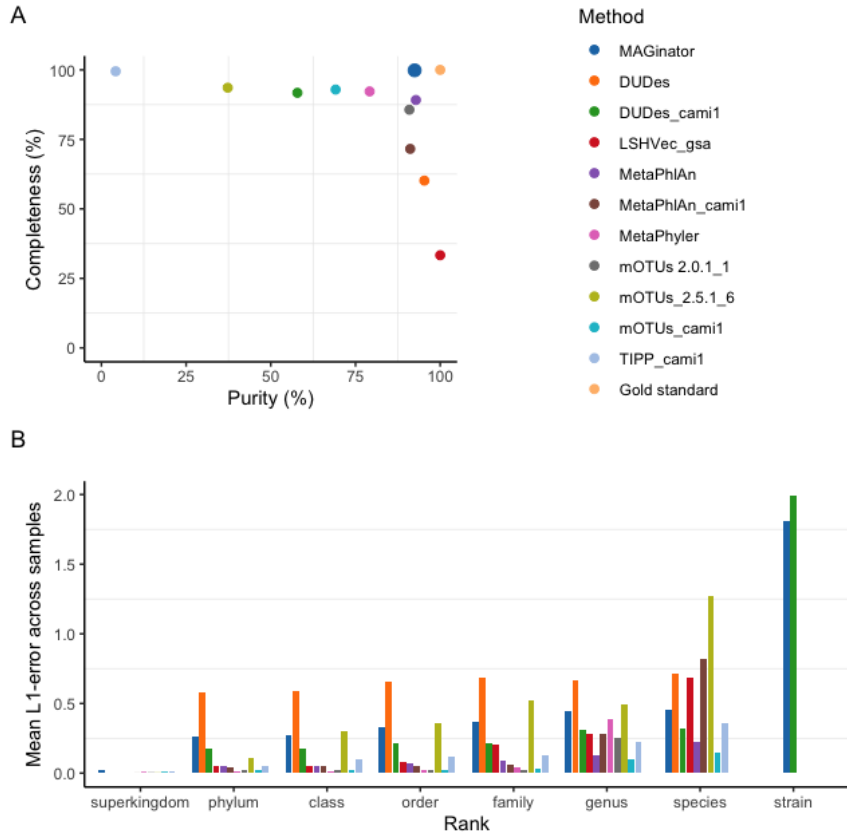 A
Method
MAGinator
DUDes
DUDes_cami1
LSHVec_gsa
MetaPhlAn
MetaPhlAn_cami1
MetaPhyler
mOTUs 2.0.1_1
mOTUs_2.5.1_6
mOTUs_cami1
TIPP_cami1
Gold standard
Completeness (%)
100
75
50
25
0
0 25 50 75 100
Purity (%)
B
Mean L1-error across samples
2.0
1.5
1.0
0.5
0.0
superkingdom phylum class order family genus species strain
Rank